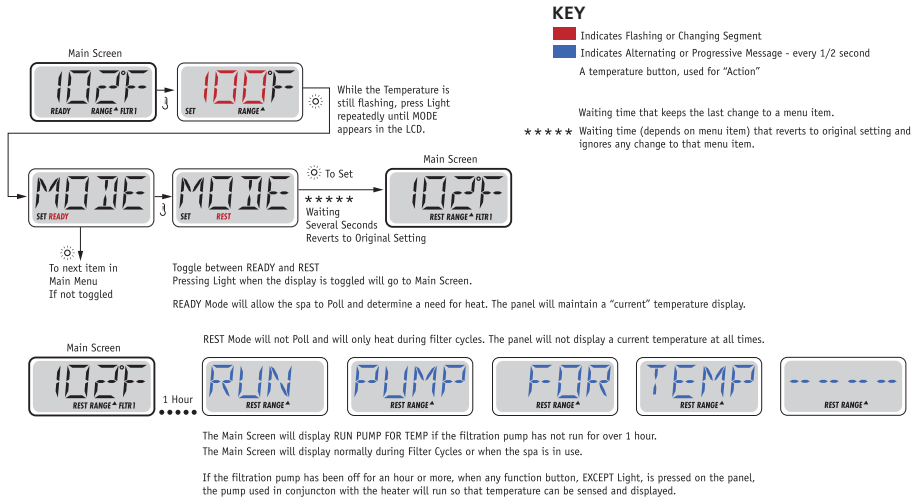 KEY
Indicates Flashing or Changing Segment
Indicates Alternating or Progressive Message - every 1/2 second
A temperature button, used for “Action”
Waiting time that keeps the last change to a menu item.
★★★★★ Waiting time (depends on menu item) that reverts to original setting and
ignores any change to that menu item.
Main Screen
102°F
READY RANGE FLTR1
100°F
SET RANGE
While the Temperature is
still flashing, press Light
repeatedly until MODE
appears in the LCD.
MODE
SET READY
MODE
SET REST
To Set
★★★★★
Waiting
Several Seconds
Reverts to Original Setting
Main Screen
102°F
REST RANGE FLTR1
To next item in
Main Menu
If not toggled
Toggle between READY and REST
Pressing Light when the display is toggled will go to Main Screen.
READY Mode will allow the spa to Poll and determine a need for heat. The panel will maintain a “current” temperature display.
REST Mode will not Poll and will only heat during filter cycles. The panel will not display a current temperature at all times.
Main Screen
102°F
REST RANGE FLTR1
1 Hour
RUN
REST RANGE
PUMP
REST RANGE
FOR
REST RANGE
TEMP
REST RANGE
-- -- -- --
REST RANGE
The Main Screen will display RUN PUMP FOR TEMP if the filtration pump has not run for over 1 hour.
The Main Screen will display normally during Filter Cycles or when the spa is in use.
If the filtration pump has been off for an hour or more, when any function button, EXCEPT Light, is pressed on the panel,
the pump used in conjuncton with the heater will run so that temperature can be sensed and displayed.